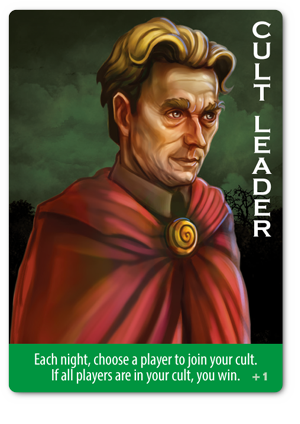 CULT LEADER
Each night, choose a player to join your cult.
If all players are in your cult, you win. +1